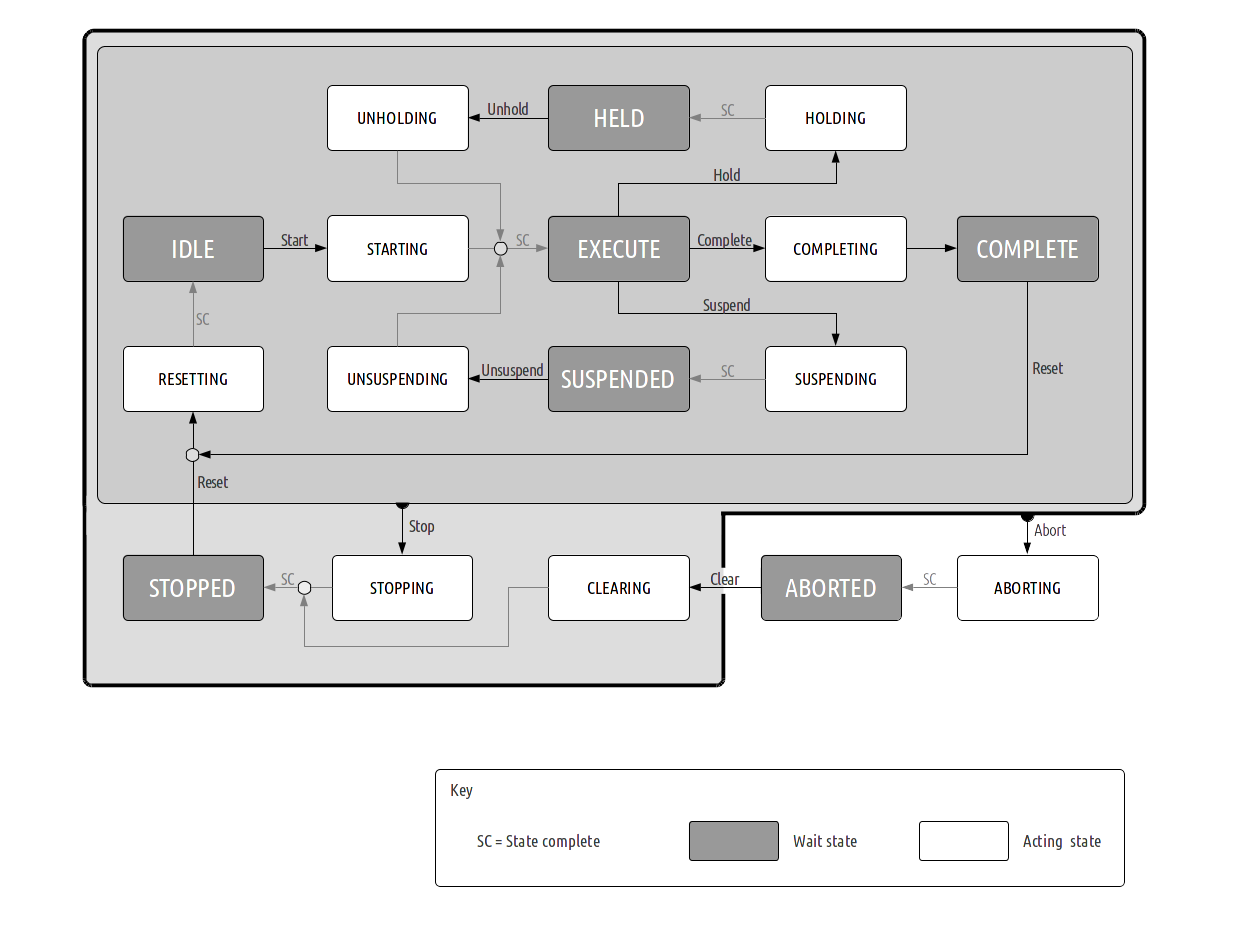 UNHOLDING
Unhold
HELD
SC
HOLDING
Hold
IDLE
Start
STARTING
SC
EXECUTE
Complete
COMPLETING
COMPLETE
SC
Suspend
RESETTING
UNSUSPENDING
Unsuspend
SUSPENDED
SC
SUSPENDING
Reset
Reset
Stop
Abort
STOPPED
SC
STOPPING
CLEARING
Clear
ABORTED
SC
ABORTING
Key
SC = State complete
Wait state
Acting state